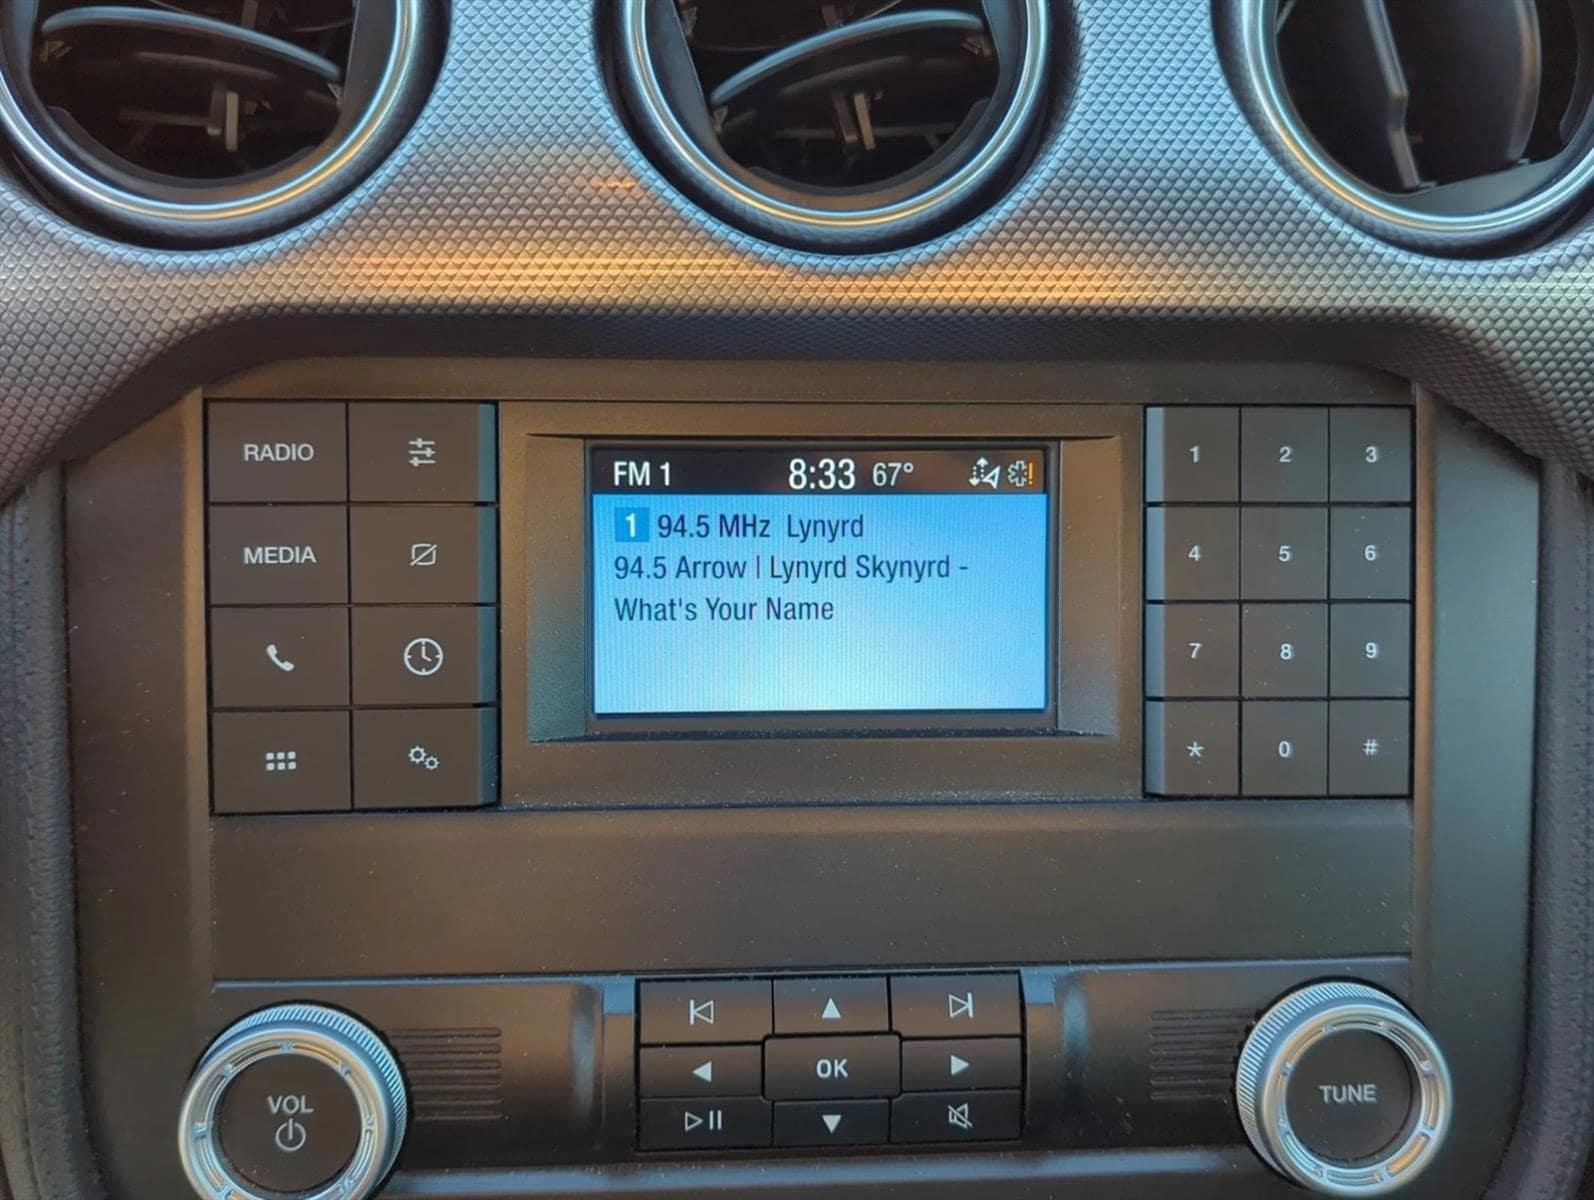 FM 1 8:33 67°
1 94.5 MHz Lynyrd
94.5 Arrow | Lynyrd Skynyrd -
What's Your Name
RADIO
MEDIA
1 2 3
4 5 6
7 8 9
* 0 #
VOL
OK
TUNE